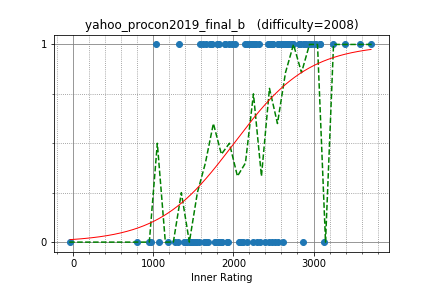 yahoo_procon2019_final_b (difficulty=2008)
1
0
0 1000 2000 3000
Inner Rating